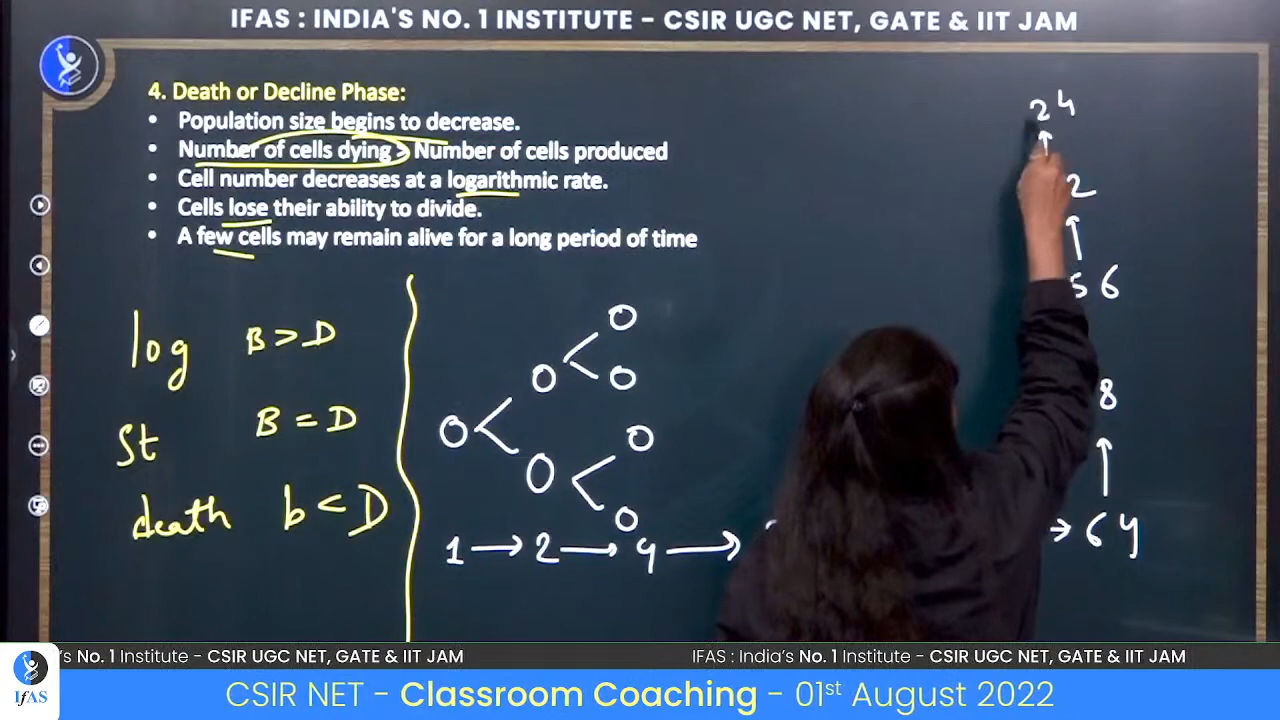 IFAS : INDIA'S NO. 1 INSTITUTE - CSIR UGC NET, GATE & IIT JAM
4. Death or Decline Phase:
• Population size begins to decrease.
• Number of cells dying > Number of cells produced
• Cell number decreases at a logarithmic rate.
• Cells lose their ability to divide.
• A few cells may remain alive for a long period of time
24
2
56
8
log B > D
St B = D
death b < D
1 → 2 → 4 →
→ 64
's No. 1 Institute - CSIR UGC NET, GATE & IIT JAM
IFAS : India's No. 1 Institute - CSIR UGC NET, GATE & IIT JAM
IfAS
CSIR NET - Classroom Coaching - 01st August 2022